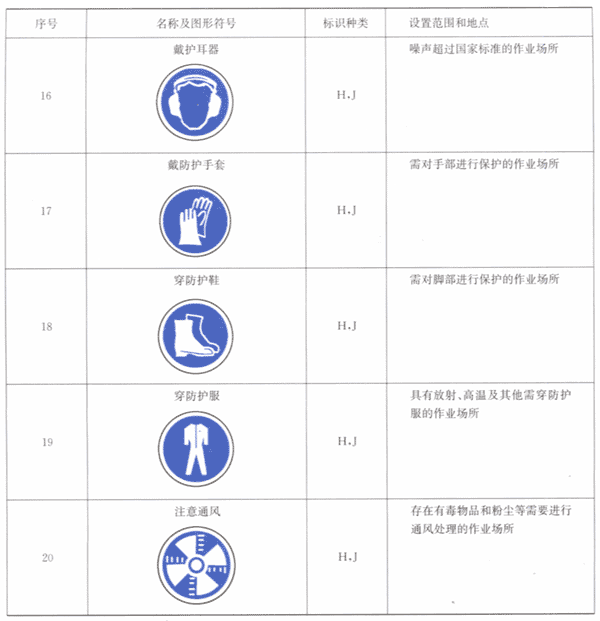 序号 名称及图形符号 标识种类 设置范围和地点
16 戴护耳器 H.J 噪声超过国家标准的作业场所
17 戴防护手套 H.J 需对手部进行保护的作业场所
18 穿防护鞋 H.J 需对脚部进行保护的作业场所
19 穿防护服 H.J 具有放射、高温及其他需穿防护
服的作业场所
20 注意通风 H.J 存在有毒物品和粉尘等需要进行
通风处理的作业场所